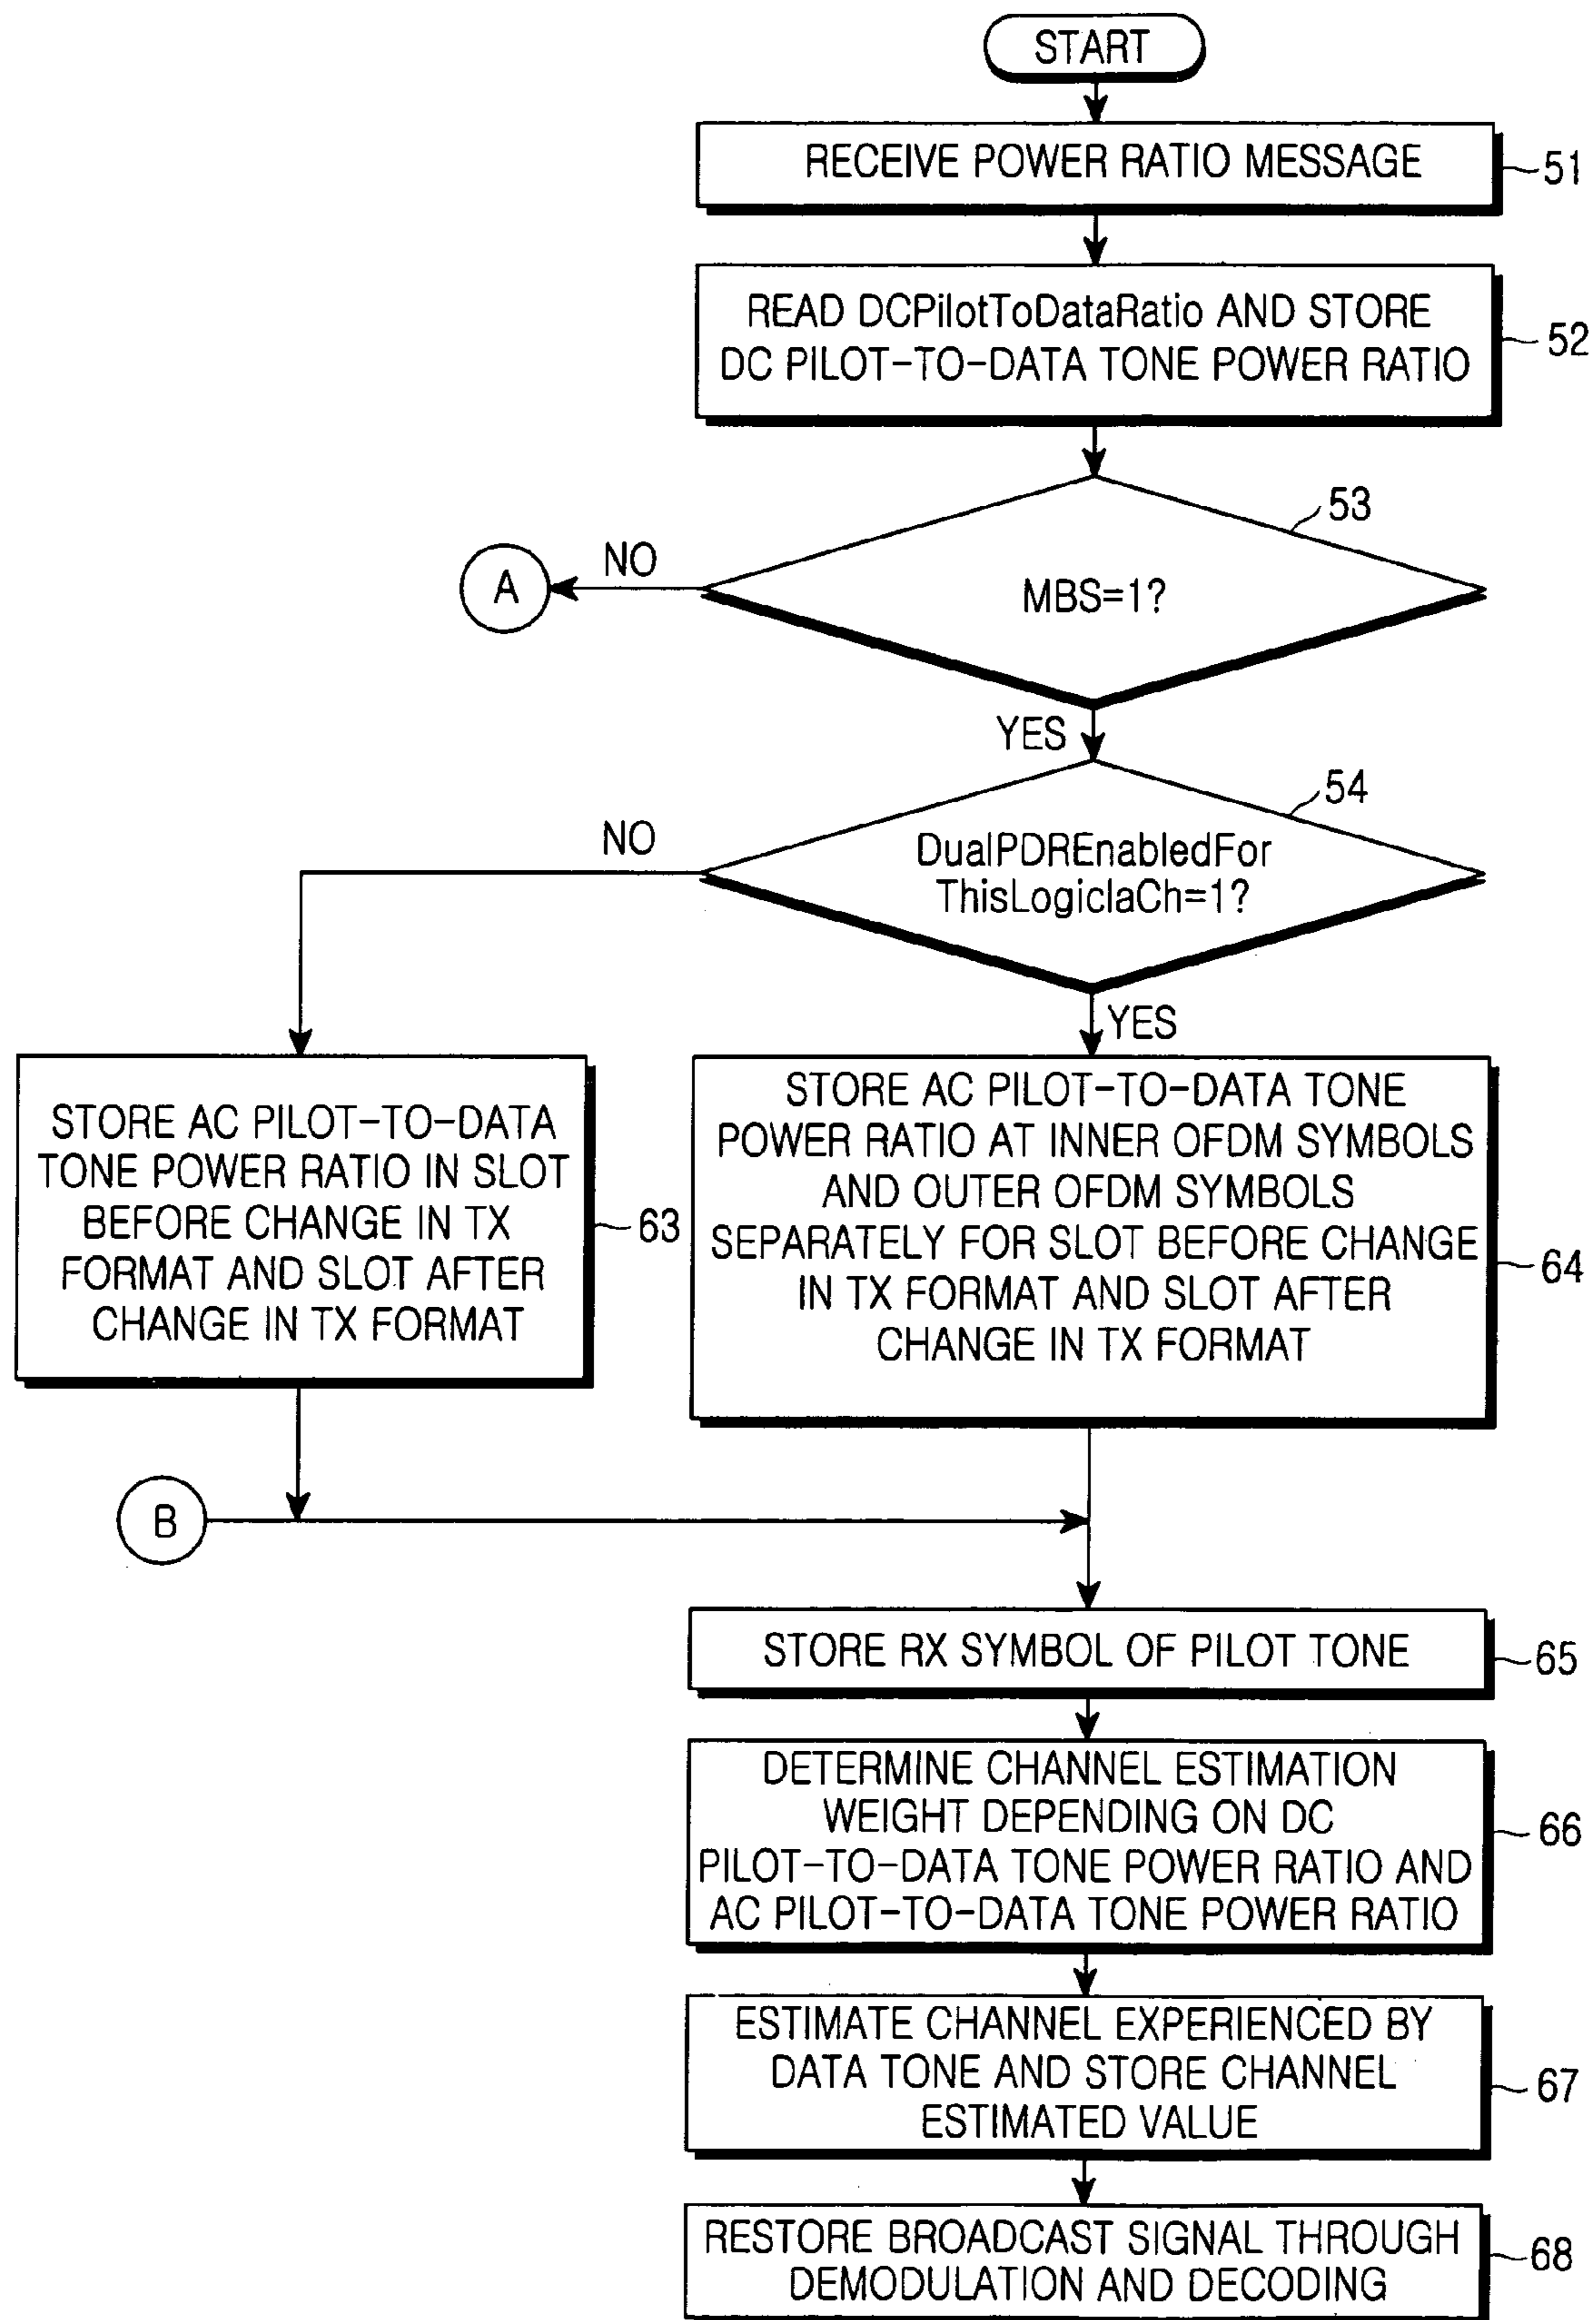 START
RECEIVE POWER RATIO MESSAGE
51
READ DCPilotToDataRatio AND STORE
DC PILOT-TO-DATA TONE POWER RATIO
52
53
NO
A
MBS=1?
YES
54
NO
DualPDREnabledFor
ThisLogiclaCh=1?
YES
STORE AC PILOT-TO-DATA
TONE POWER RATIO IN SLOT
BEFORE CHANGE IN TX
FORMAT AND SLOT AFTER
CHANGE IN TX FORMAT
63
STORE AC PILOT-TO-DATA TONE
POWER RATIO AT INNER OFDM SYMBOLS
AND OUTER OFDM SYMBOLS
SEPARATELY FOR SLOT BEFORE CHANGE
IN TX FORMAT AND SLOT AFTER
CHANGE IN TX FORMAT
64
B
STORE RX SYMBOL OF PILOT TONE
65
DETERMINE CHANNEL ESTIMATION
WEIGHT DEPENDING ON DC
PILOT-TO-DATA TONE POWER RATIO AND
AC PILOT-TO-DATA TONE POWER RATIO
66
ESTIMATE CHANNEL EXPERIENCED BY
DATA TONE AND STORE CHANNEL
ESTIMATED VALUE
67
RESTORE BROADCAST SIGNAL THROUGH
DEMODULATION AND DECODING
68